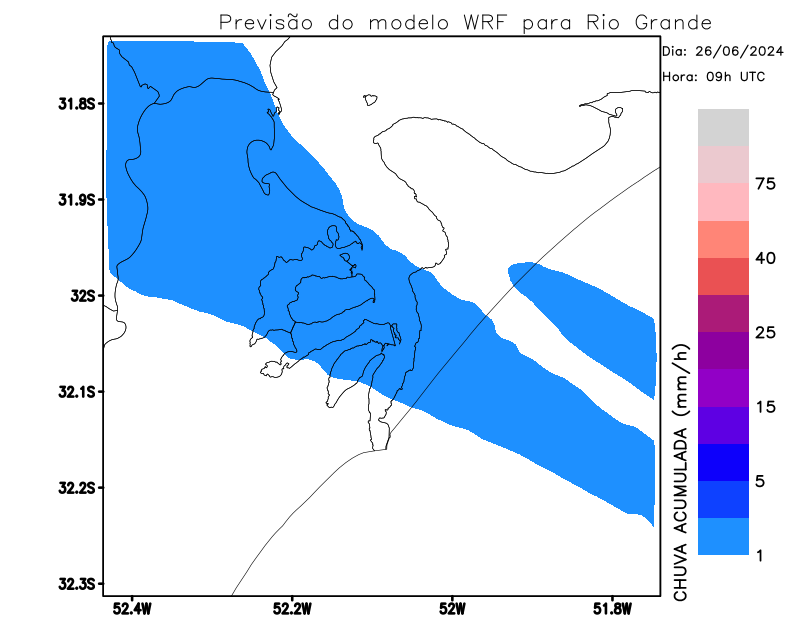 Previsão do modelo WRF para Rio Grande
Dia: 26/06/2024
Hora: 09h UTC
31.8S
31.9S
32S
32.1S
32.2S
32.3S
52.4W
52.2W
52W
51.8W
75
40
25
15
5
1
CHUVA ACUMULADA (mm/h)